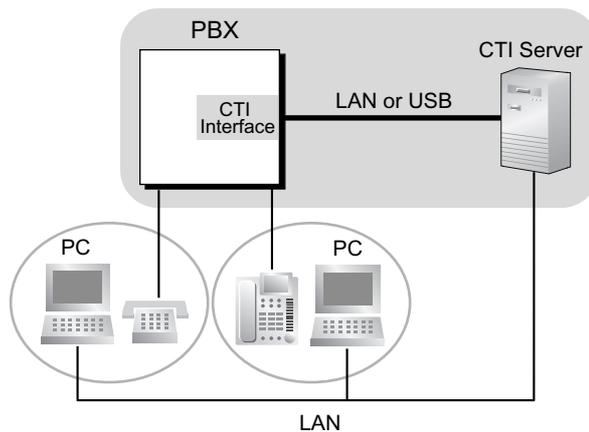 PBX
CTI Server
CTI
Interface
LAN or USB
PC
PC
LAN